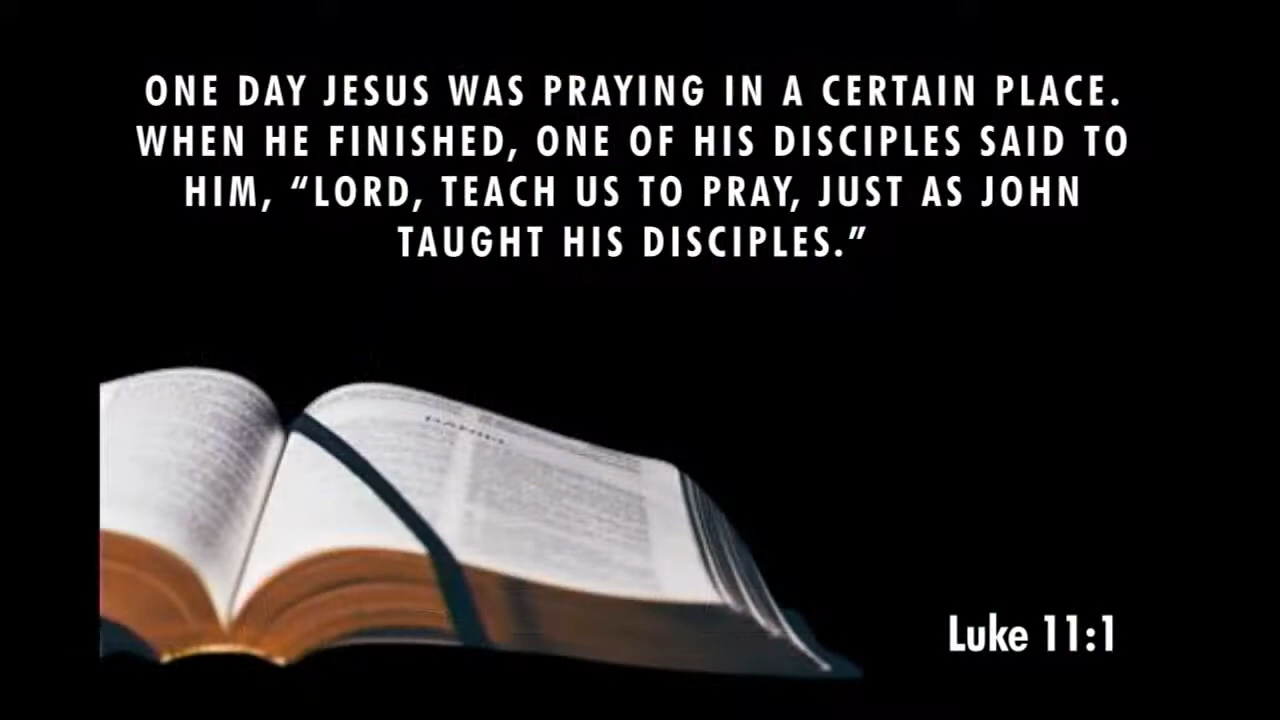 ONE DAY JESUS WAS PRAYING IN A CERTAIN PLACE.
WHEN HE FINISHED, ONE OF HIS DISCIPLES SAID TO
HIM, “LORD, TEACH US TO PRAY, JUST AS JOHN
TAUGHT HIS DISCIPLES.”
DANIEL
Luke 11:1